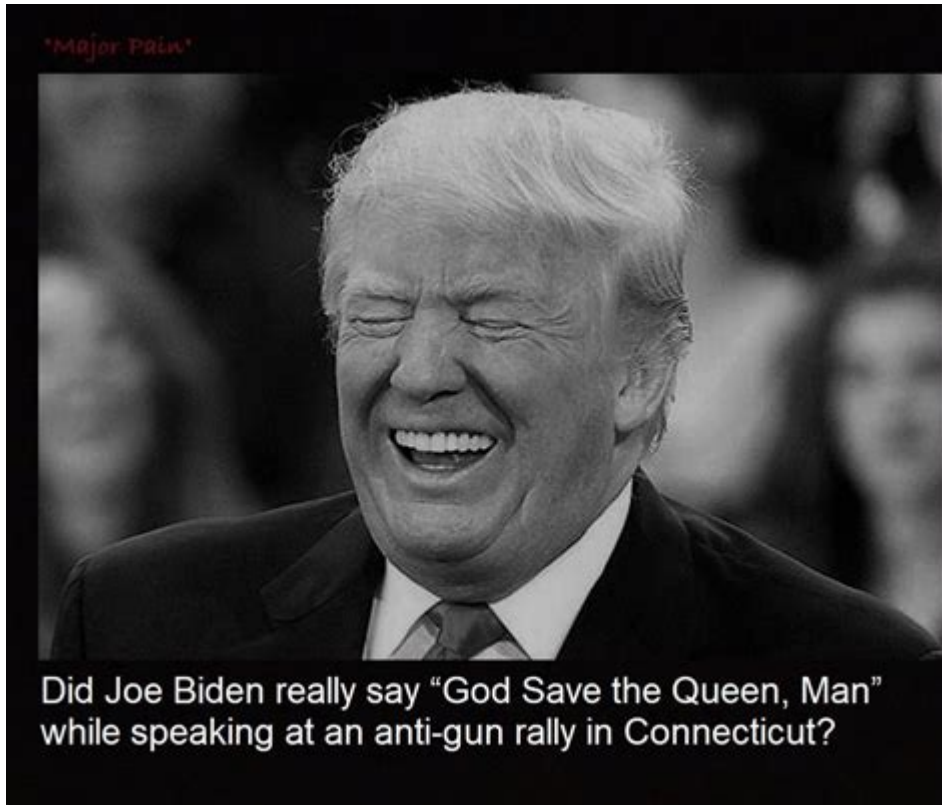 *Major Pain*
Did Joe Biden really say “God Save the Queen, Man”
while speaking at an anti-gun rally in Connecticut?